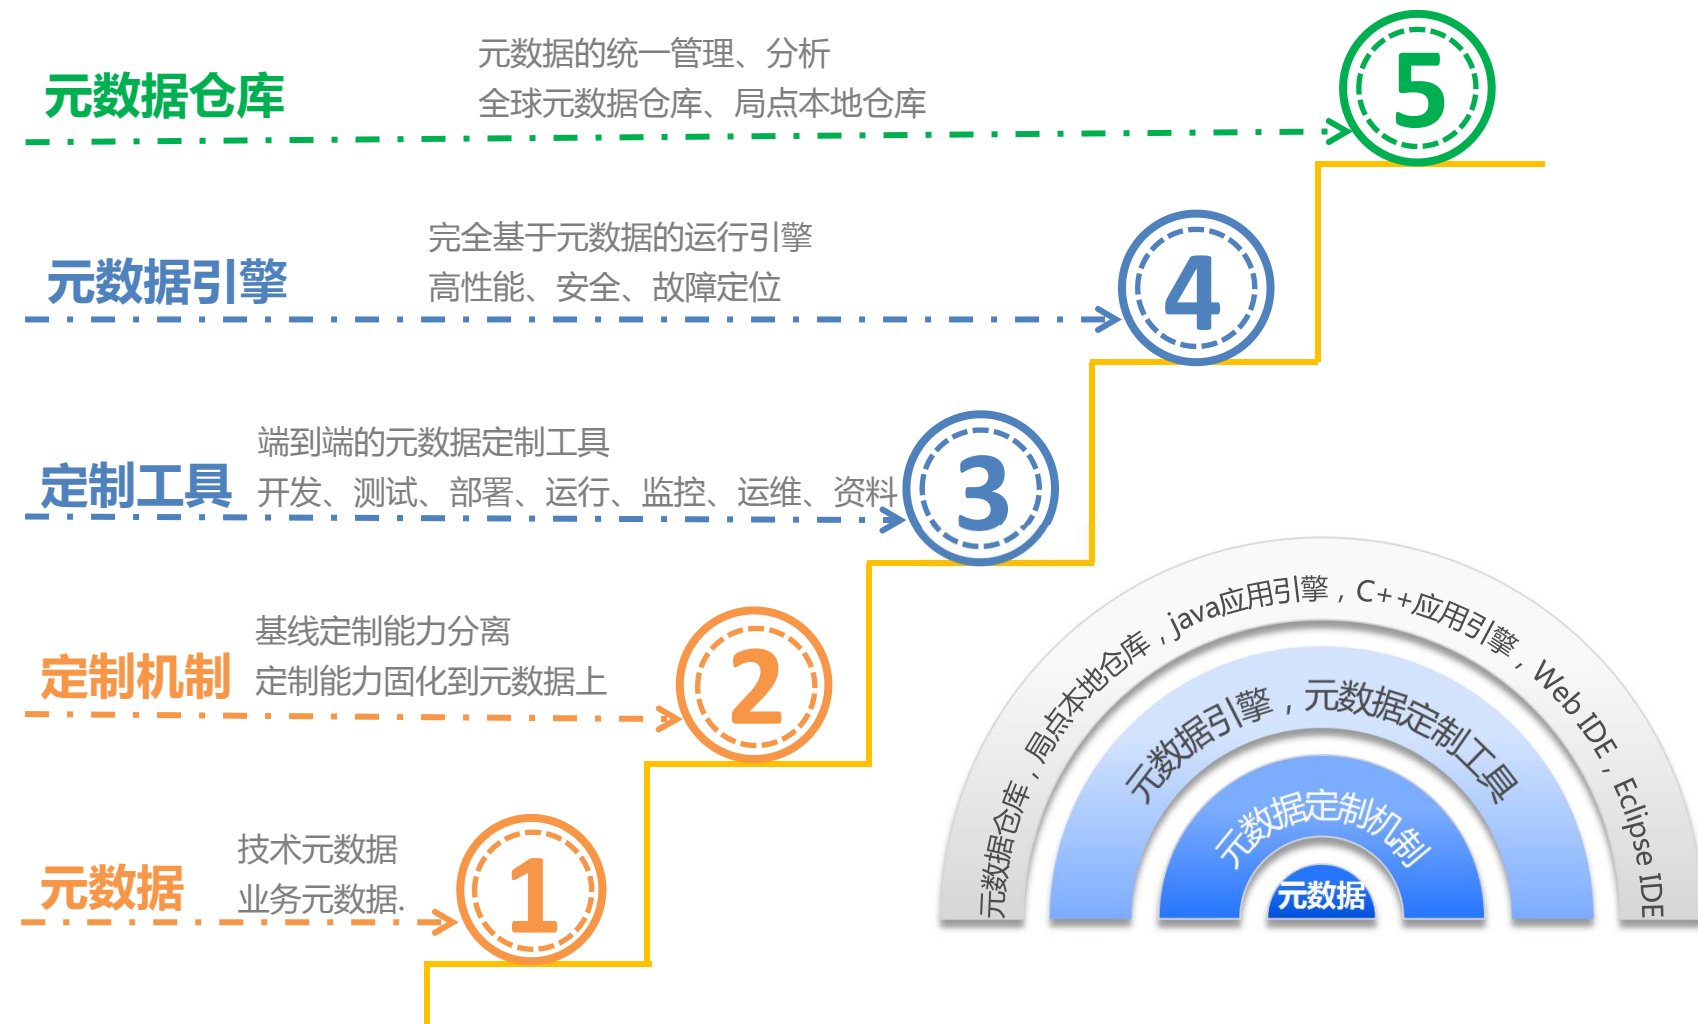 元数据仓库
元数据的统一管理、分析
全球元数据仓库、局点本地仓库
5
元数据引擎
完全基于元数据的运行引擎
高性能、安全、故障定位
4
定制工具
端到端的元数据定制工具
开发、测试、部署、运行、监控、运维、资料
3
定制机制
基线定制能力分离
定制能力固化到元数据上
2
元数据
技术元数据
业务元数据.
1
元数据仓库，局点本地仓库，java应用引擎，C++应用引擎，Web IDE，Eclipse IDE
元数据引擎，元数据定制工具
元数据定制机制
元数据